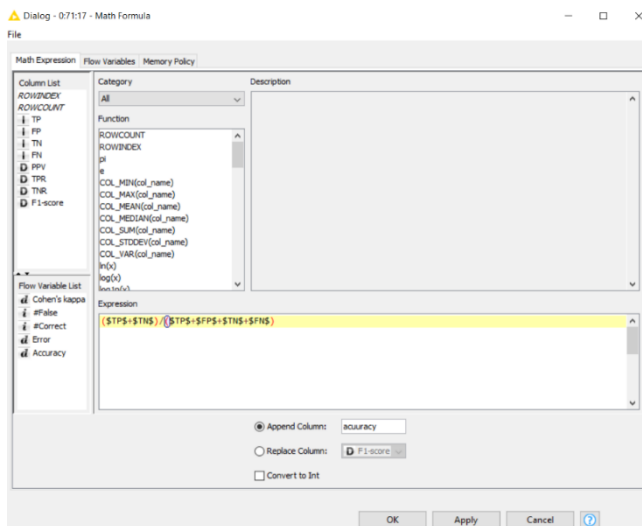 Dialog - 0:71:17 - Math Formula
File
Math Expression Flow Variables Memory Policy
Column List
ROWINDEX
ROWCOUNT
TP
FP
TN
FN
D PPV
D TPR
D TNR
D F1-score
Category
All
Function
ROWCOUNT
ROWINDEX
pi
e
COL_MIN(col_name)
COL_MAX(col_name)
COL_MEAN(col_name)
COL_MEDIAN(col_name)
COL_SUM(col_name)
COL_STDDEV(col_name)
COL_VAR(col_name)
ln(x)
log(x)
Description
Flow Variable List
Cohen's kappa
#False
#Correct
Error
Accuracy
Expression
($TP$+$TN$)/($TP$+$FP$+$TN$+$FN$)
Append Column: acuuracy
Replace Column: D F1-score
Convert to Int
OK Apply Cancel ?